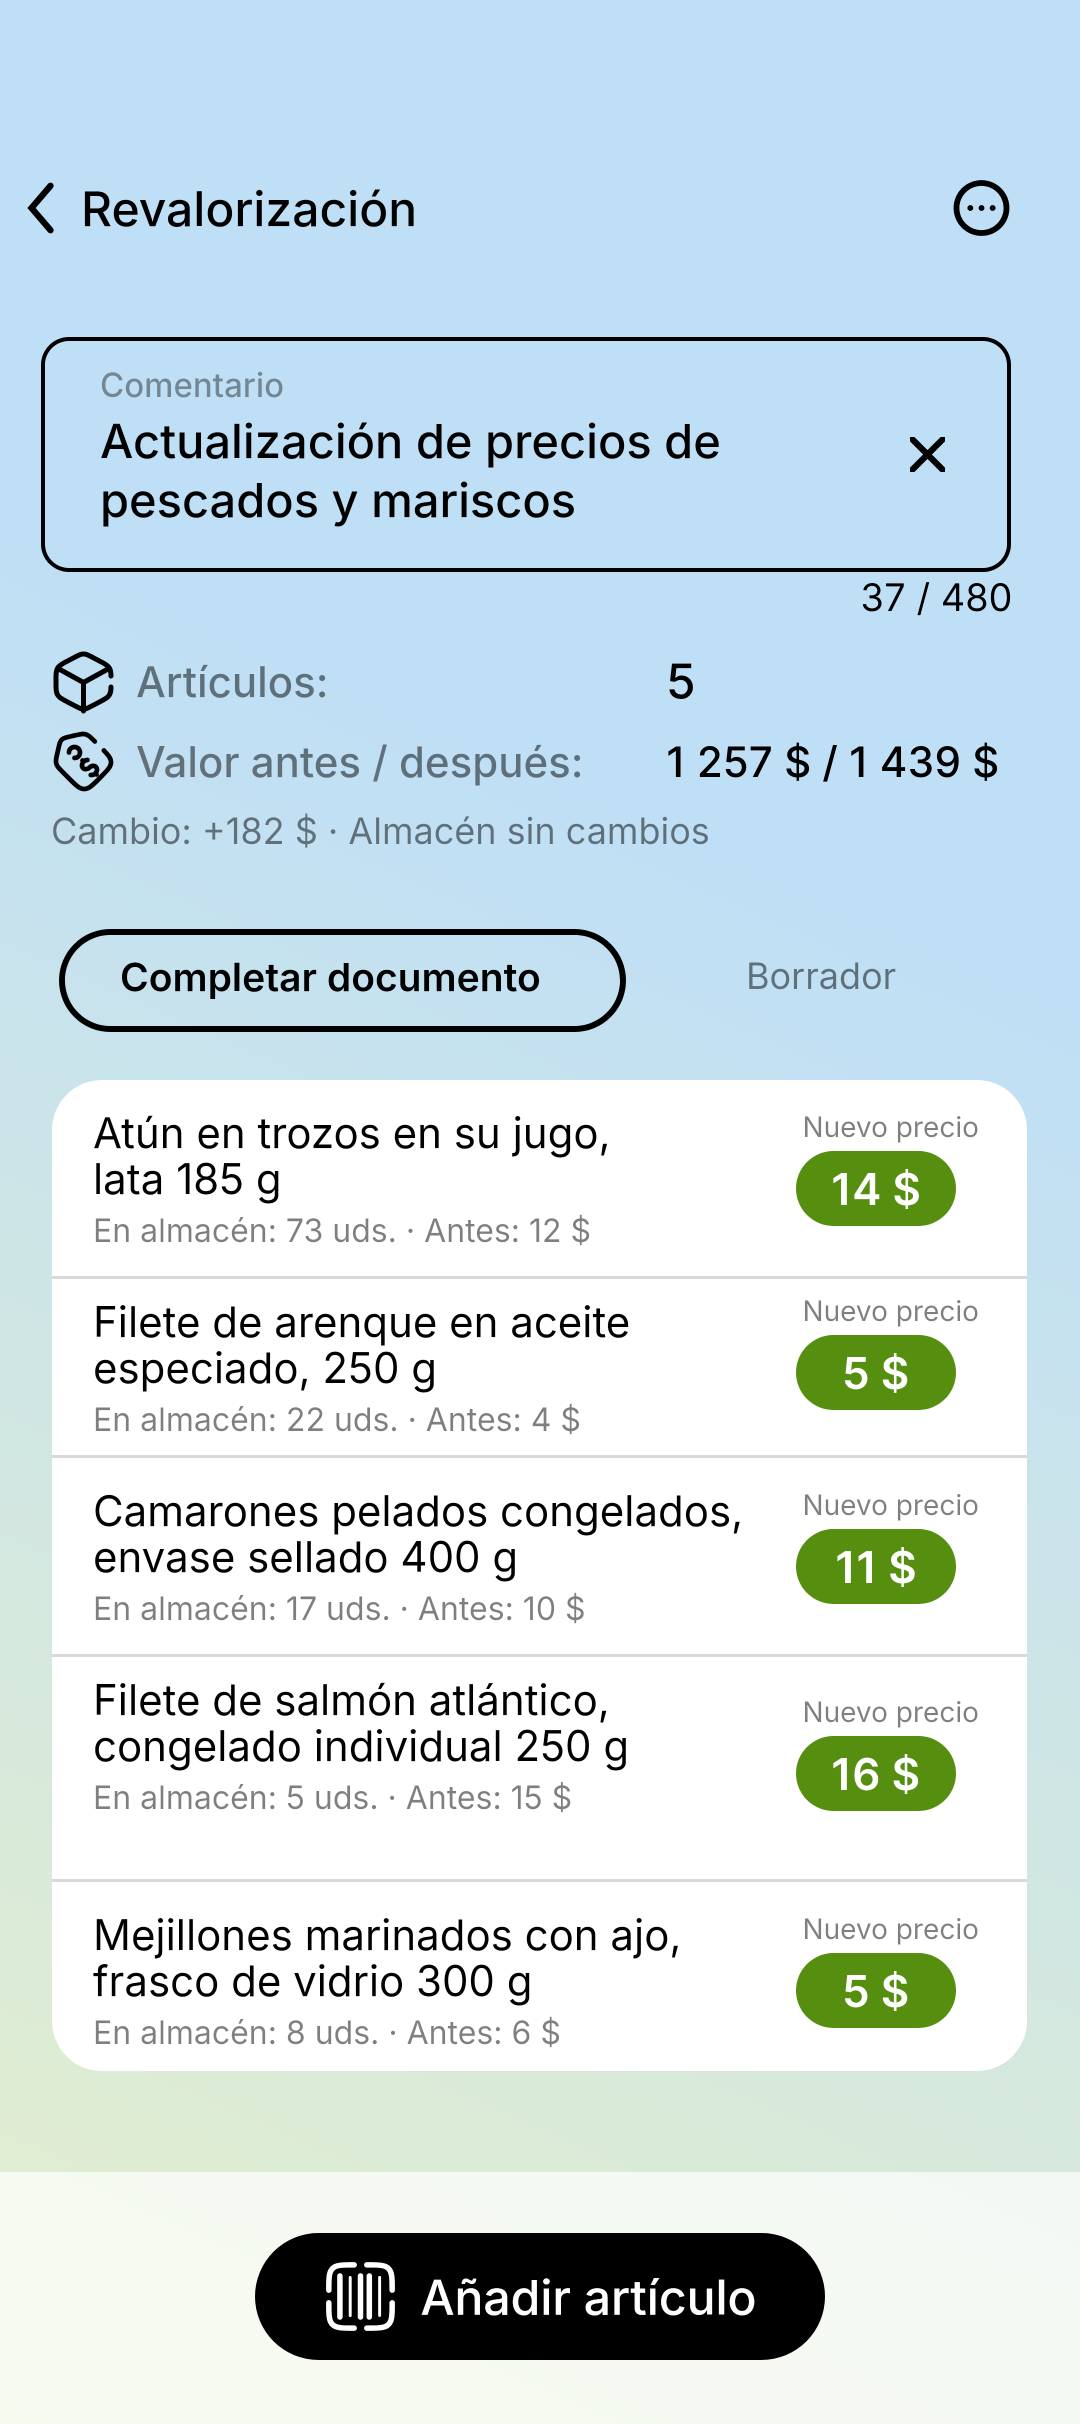 Revalorización
Comentario
Actualización de precios de
pescados y mariscos
37 / 480
Artículos: 5
Valor antes / después: 1 257 $ / 1 439 $
Cambio: +182 $ · Almacén sin cambios
Completar documento Borrador
Atún en trozos en su jugo,
lata 185 g
En almacén: 73 uds. · Antes: 12 $
Nuevo precio
14 $
Filete de arenque en aceite
especiado, 250 g
En almacén: 22 uds. · Antes: 4 $
Nuevo precio
5 $
Camarones pelados congelados,
envase sellado 400 g
En almacén: 17 uds. · Antes: 10 $
Nuevo precio
11 $
Filete de salmón atlántico,
congelado individual 250 g
En almacén: 5 uds. · Antes: 15 $
Nuevo precio
16 $
Mejillones marinados con ajo,
frasco de vidrio 300 g
En almacén: 8 uds. · Antes: 6 $
Nuevo precio
5 $
Añadir artículo